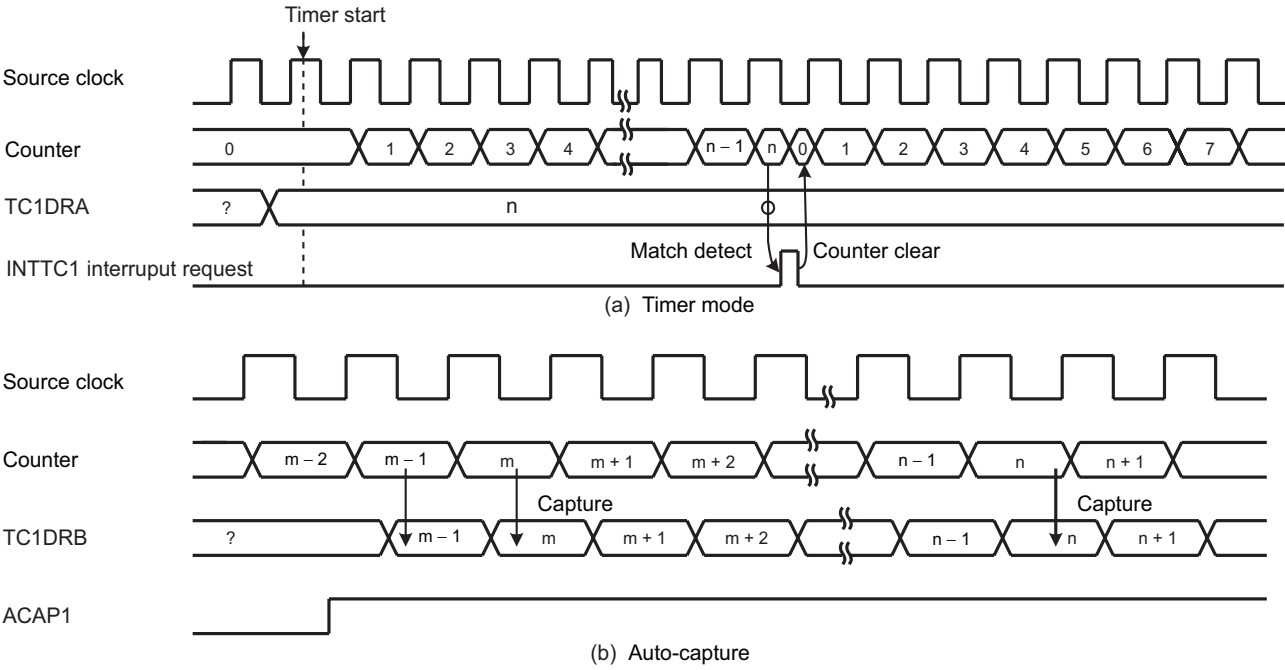 Timer start
Source clock
Counter 0 1 2 3 4 n – 1 n 0 1 2 3 4 5 6 7
TC1DRA ? n
Match detect Counter clear
INTTC1 interruput request
(a) Timer mode
Source clock
Counter m – 2 m – 1 m m + 1 m + 2 n – 1 n n + 1
Capture Capture
TC1DRB ? m – 1 m m + 1 m + 2 n – 1 n n + 1
ACAP1
(b) Auto-capture